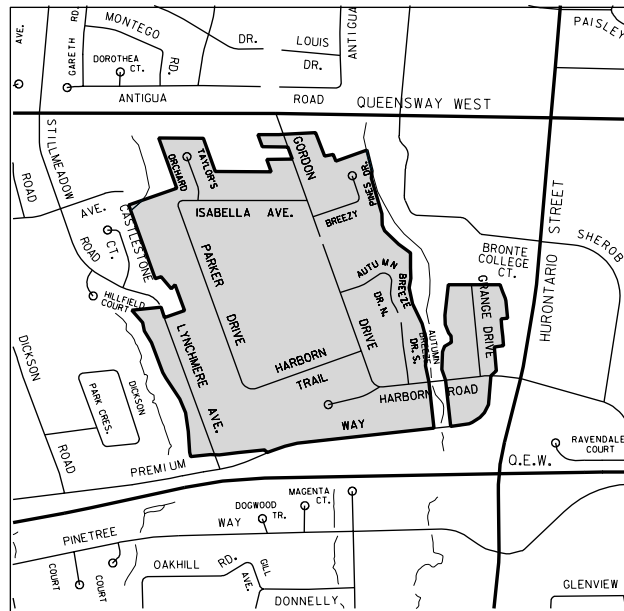 AVE.
GARETH RD.
MONTEGO
RD.
DR.
LOUIS
DR.
ANTIGUA
PAISLEY
DOROTHEA
CT.
ANTIGUA
ROAD
QUEENSWAY WEST
STILLMEADOW
ROAD
ROAD
AVE.
CT.
CASTLESTONE
HILLFIELD
COURT
TAYLOR'S
ORCHARD
GORDON
DRIVE
ISABELLA AVE.
BREEZY
PINES DR.
PARKER
DRIVE
AUTUMN
BREEZE
DR. N.
DR. S.
AUTUMN
BREEZE
LYNCHMERE
AVE.
HARBORN
TRAIL
HARBORN ROAD
WAY
GRANGE DRIVE
BRONTE
COLLEGE
CT.
SHEROB
HURONTARIO STREET
DICKSON
ROAD
PARK CRES.
DICKSON
PREMIUM
RAVENDALE
COURT
Q.E.W.
MAGENTA
CT.
DOGWOOD
TR.
PINETREE
WAY
COURT
COURT
OAKHILL
RD.
GILL
AVE.
DONNELLY
GLENVIEW